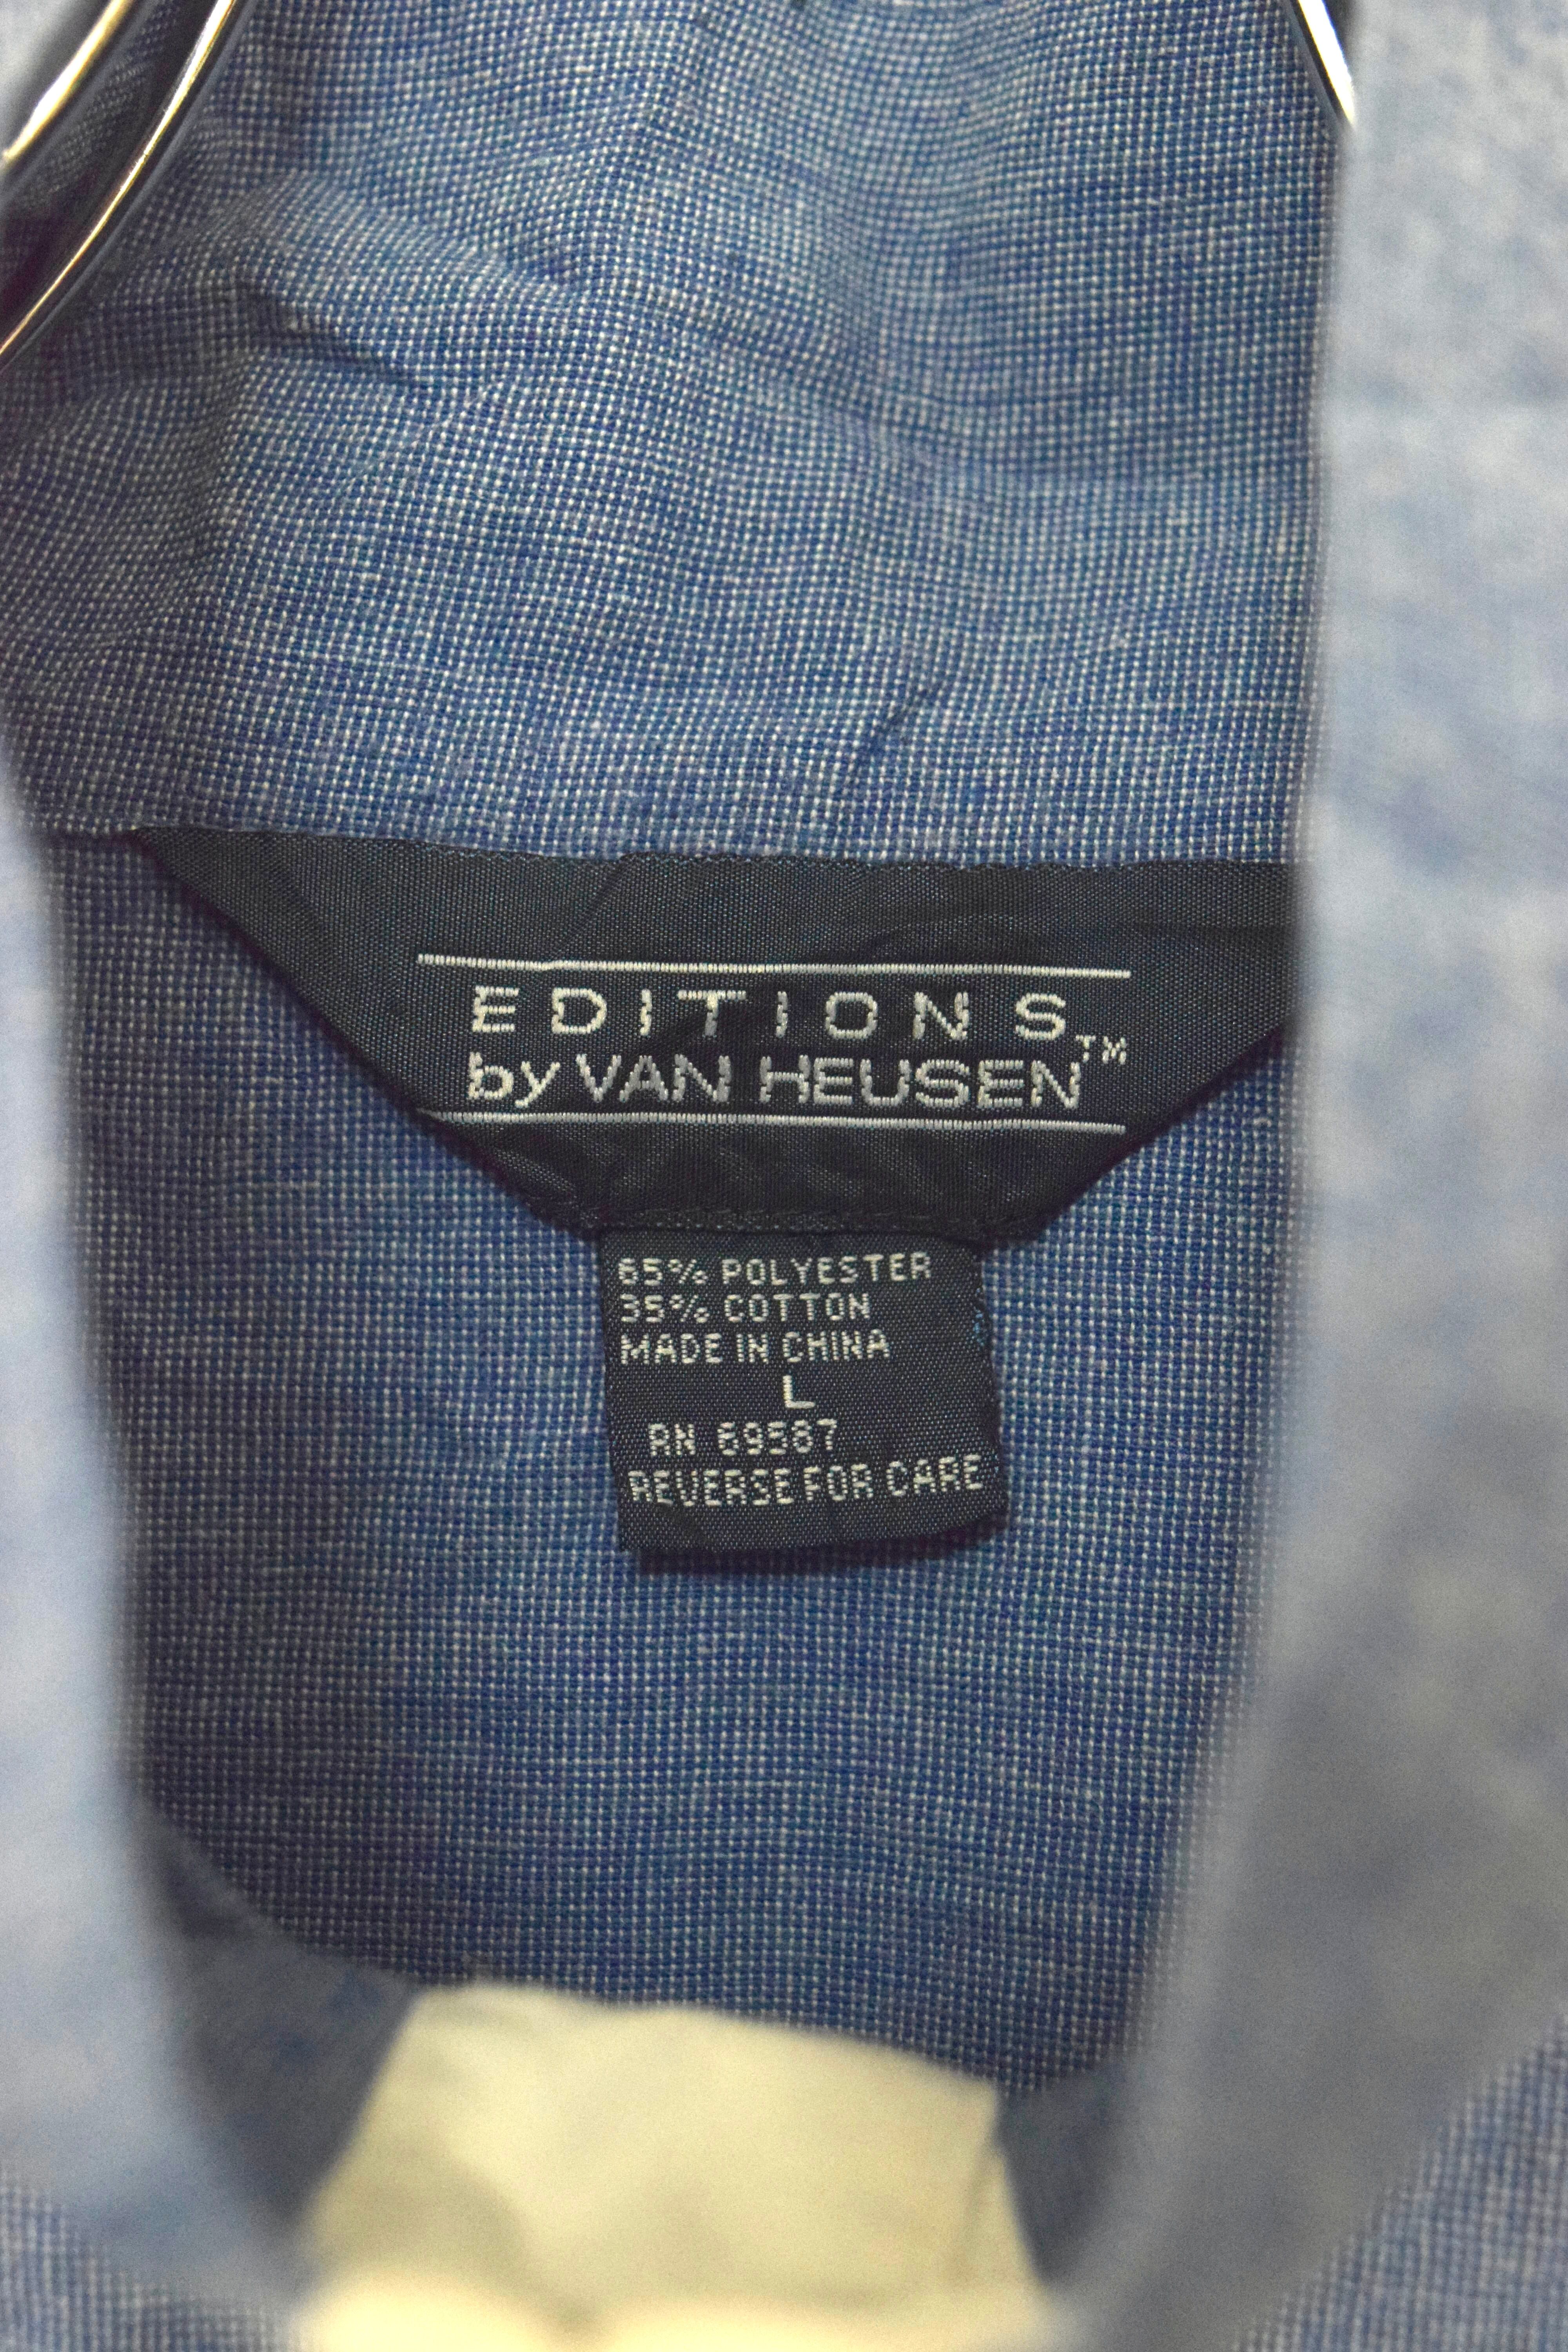 EDITIONS
by VAN HEUSEN™
65% POLYESTER
35% COTTON
MADE IN CHINA
L
RN 69587
REVERSE FOR CARE